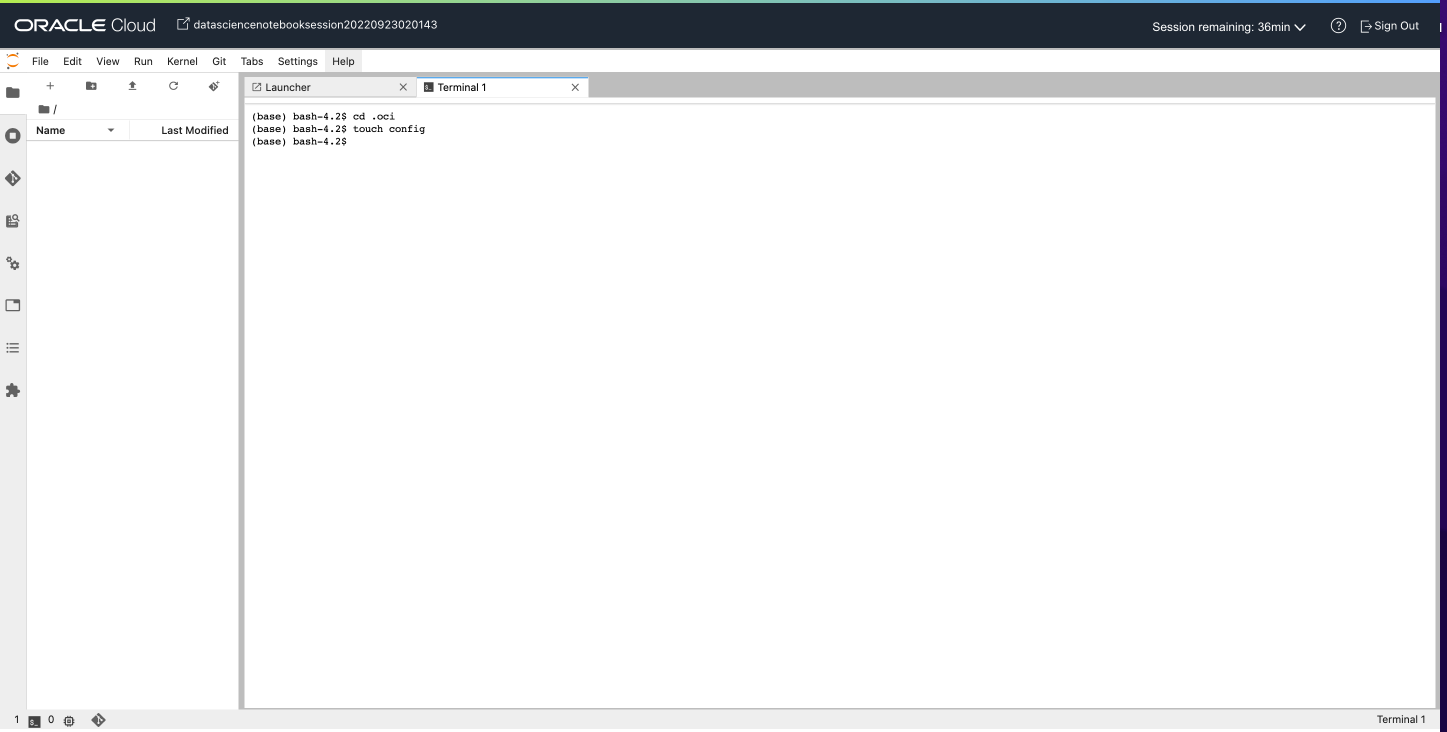 ORACLE Cloud
datasciencenotebooksession20220923020143
Session remaining: 36min
?
Sign Out
File Edit View Run Kernel Git Tabs Settings Help
/
Name Last Modified
Launcher
Terminal 1
(base) bash-4.2$ cd .oci
(base) bash-4.2$ touch config
(base) bash-4.2$
1 0
Terminal 1